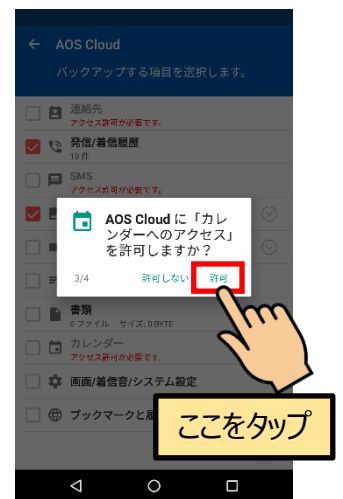 AOS Cloud
バックアップする項目を選択します。
連絡先
アクセス許可が必要です。
発信/着信履歴
19 件
SMS
アクセス許可が必要です。
AOS Cloud に「カレ
ンダーへのアクセス」
を許可しますか？
3/4
許可しない
許可
書類
0 ファイル サイズ: 0 BYTE
カレンダー
アクセス許可が必要です。
画面/着信音/システム設定
ブックマークと
ここをタップ